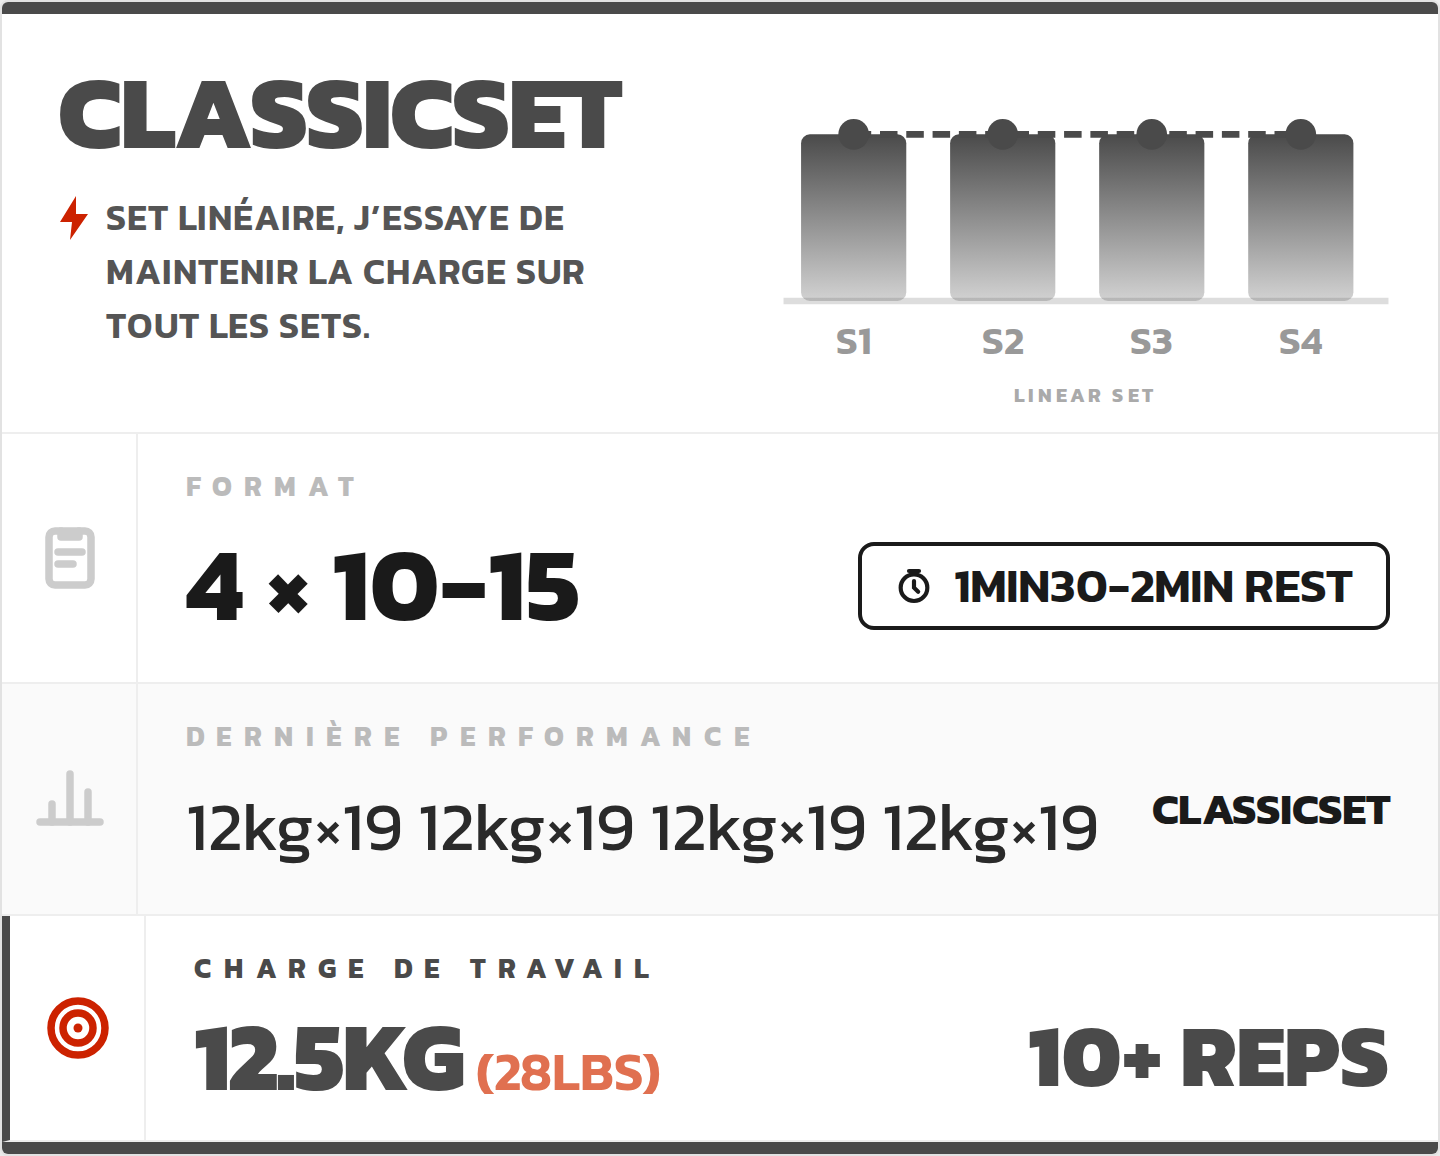 CLASSICSET
SET LINÉAIRE, J’ESSAYE DE
MAINTENIR LA CHARGE SUR
TOUT LES SETS.
S1 S2 S3 S4
LINEAR SET
FORMAT
4 × 10–15
1MIN30–2MIN REST
DERNIÈRE PERFORMANCE
12kg×19 12kg×19 12kg×19 12kg×19
CLASSICSET
CHARGE DE TRAVAIL
12.5KG (28LBS)
10+ REPS